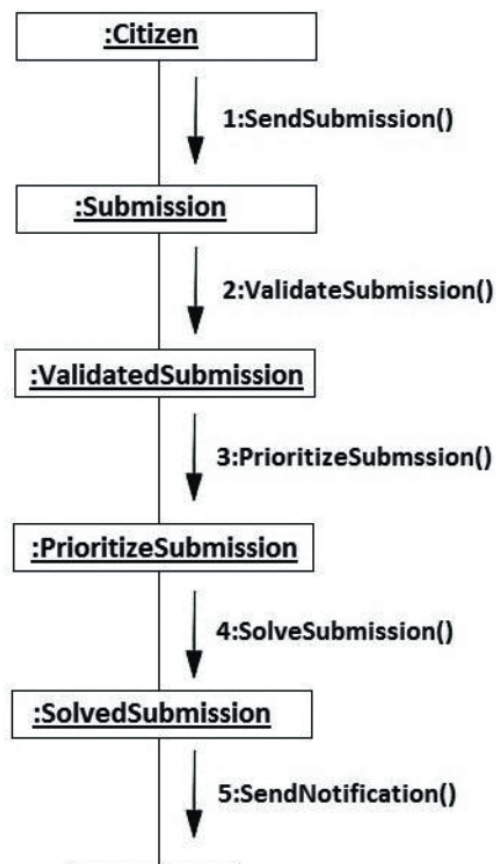 :Citizen
1:SendSubmission()
:Submission
2:ValidateSubmission()
:ValidatedSubmission
3:PrioritizeSubmssion()
:PrioritizeSubmission
4:SolveSubmission()
:SolvedSubmission
5:SendNotification()